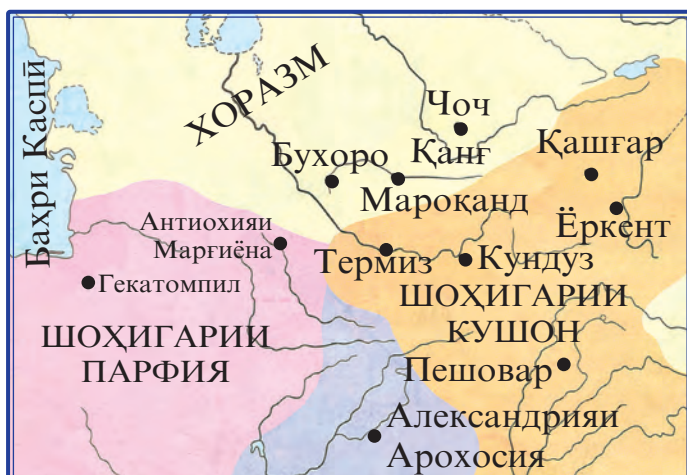 Баҳри Каспӣ
ХОРАЗМ
Чоч
Қанғ
Қашғар
Бухоро
Мароқанд
Ёркент
Антиохияи
Марғиёна
Термиз
Кундуз
Гекатомпил
ШОҲИГАРИИ
КУШОН
ШОҲИГАРИИ
ПАРФИЯ
Пешовар
Александрияи
Арохосия